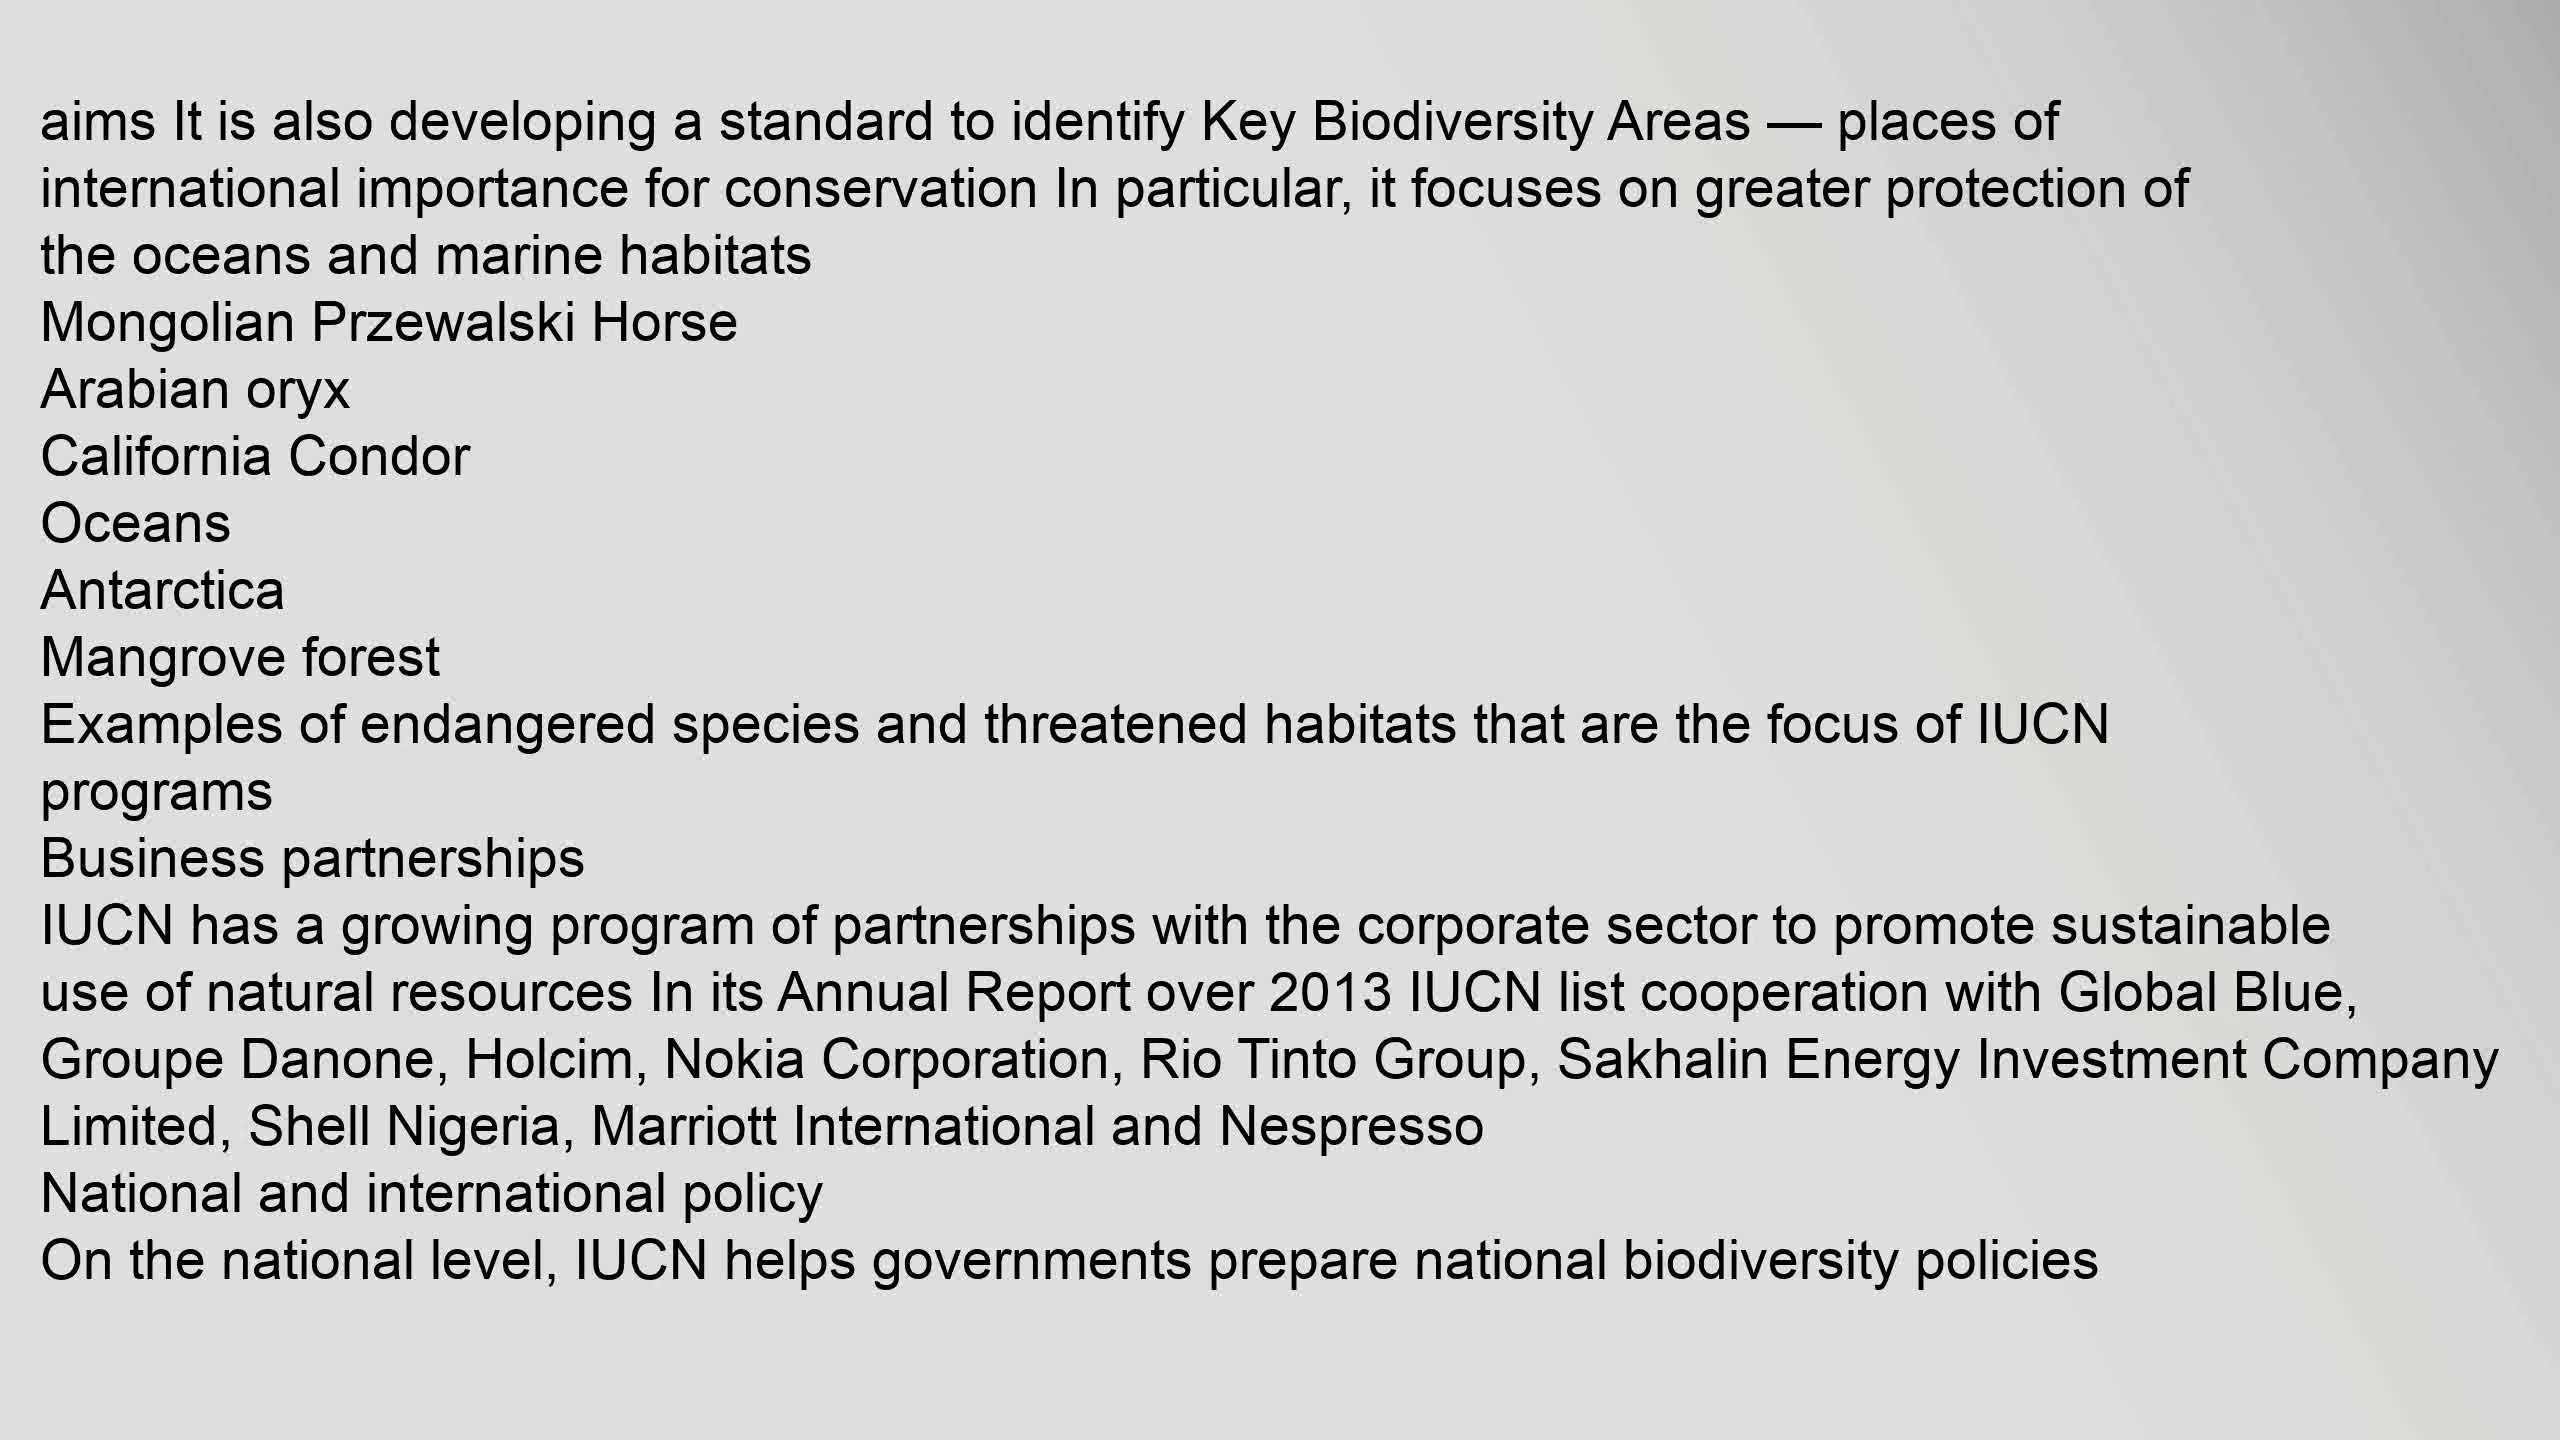 aims It is also developing a standard to identify Key Biodiversity Areas — places of
international importance for conservation In particular, it focuses on greater protection of
the oceans and marine habitats
Mongolian Przewalski Horse
Arabian oryx
California Condor
Oceans
Antarctica
Mangrove forest
Examples of endangered species and threatened habitats that are the focus of IUCN
programs
Business partnerships
IUCN has a growing program of partnerships with the corporate sector to promote sustainable
use of natural resources In its Annual Report over 2013 IUCN list cooperation with Global Blue,
Groupe Danone, Holcim, Nokia Corporation, Rio Tinto Group, Sakhalin Energy Investment Company
Limited, Shell Nigeria, Marriott International and Nespresso
National and international policy
On the national level, IUCN helps governments prepare national biodiversity policies